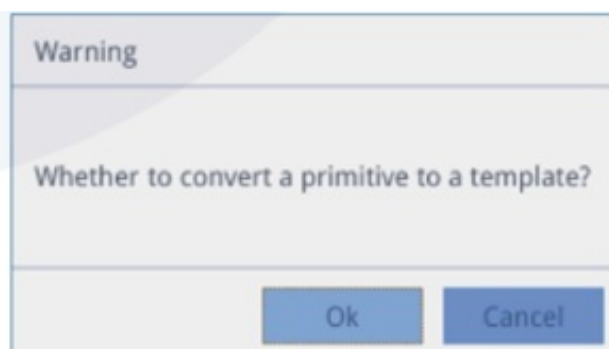 Warning
Whether to convert a primitive to a template?
Ok
Cancel